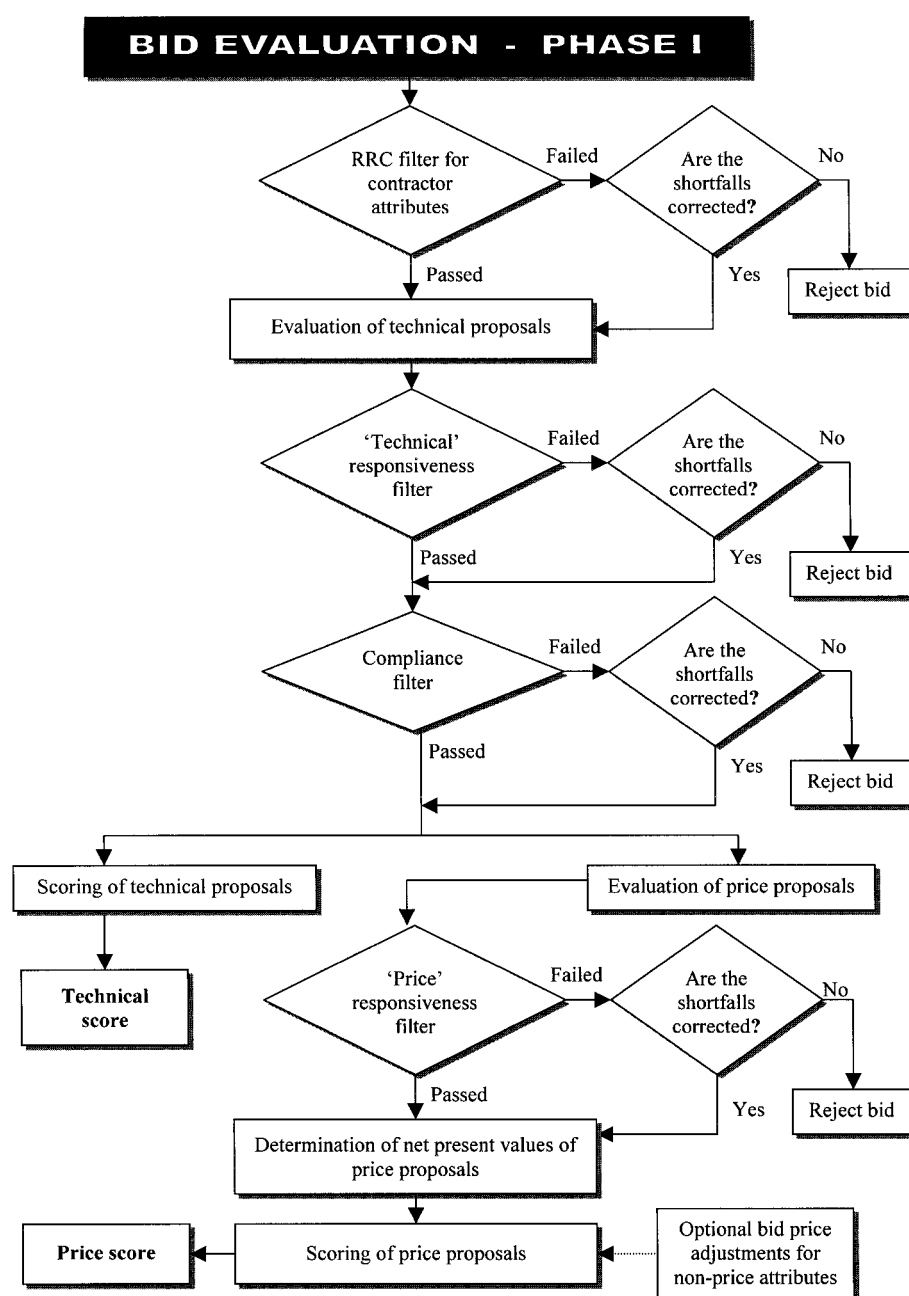 BID EVALUATION - PHASE I
RRC filter for
contractor
attributes
Failed
Are the
shortfalls
corrected?
No
Passed
Yes
Reject bid
Evaluation of technical proposals
'Technical'
responsiveness
filter
Failed
Are the
shortfalls
corrected?
No
Passed
Yes
Reject bid
Compliance
filter
Failed
Are the
shortfalls
corrected?
No
Passed
Yes
Reject bid
Scoring of technical proposals
Evaluation of price proposals
Technical
score
'Price'
responsiveness
filter
Failed
Are the
shortfalls
corrected?
No
Passed
Yes
Reject bid
Determination of net present values of
price proposals
Price score
Scoring of price proposals
Optional bid price
adjustments for
non-price attributes